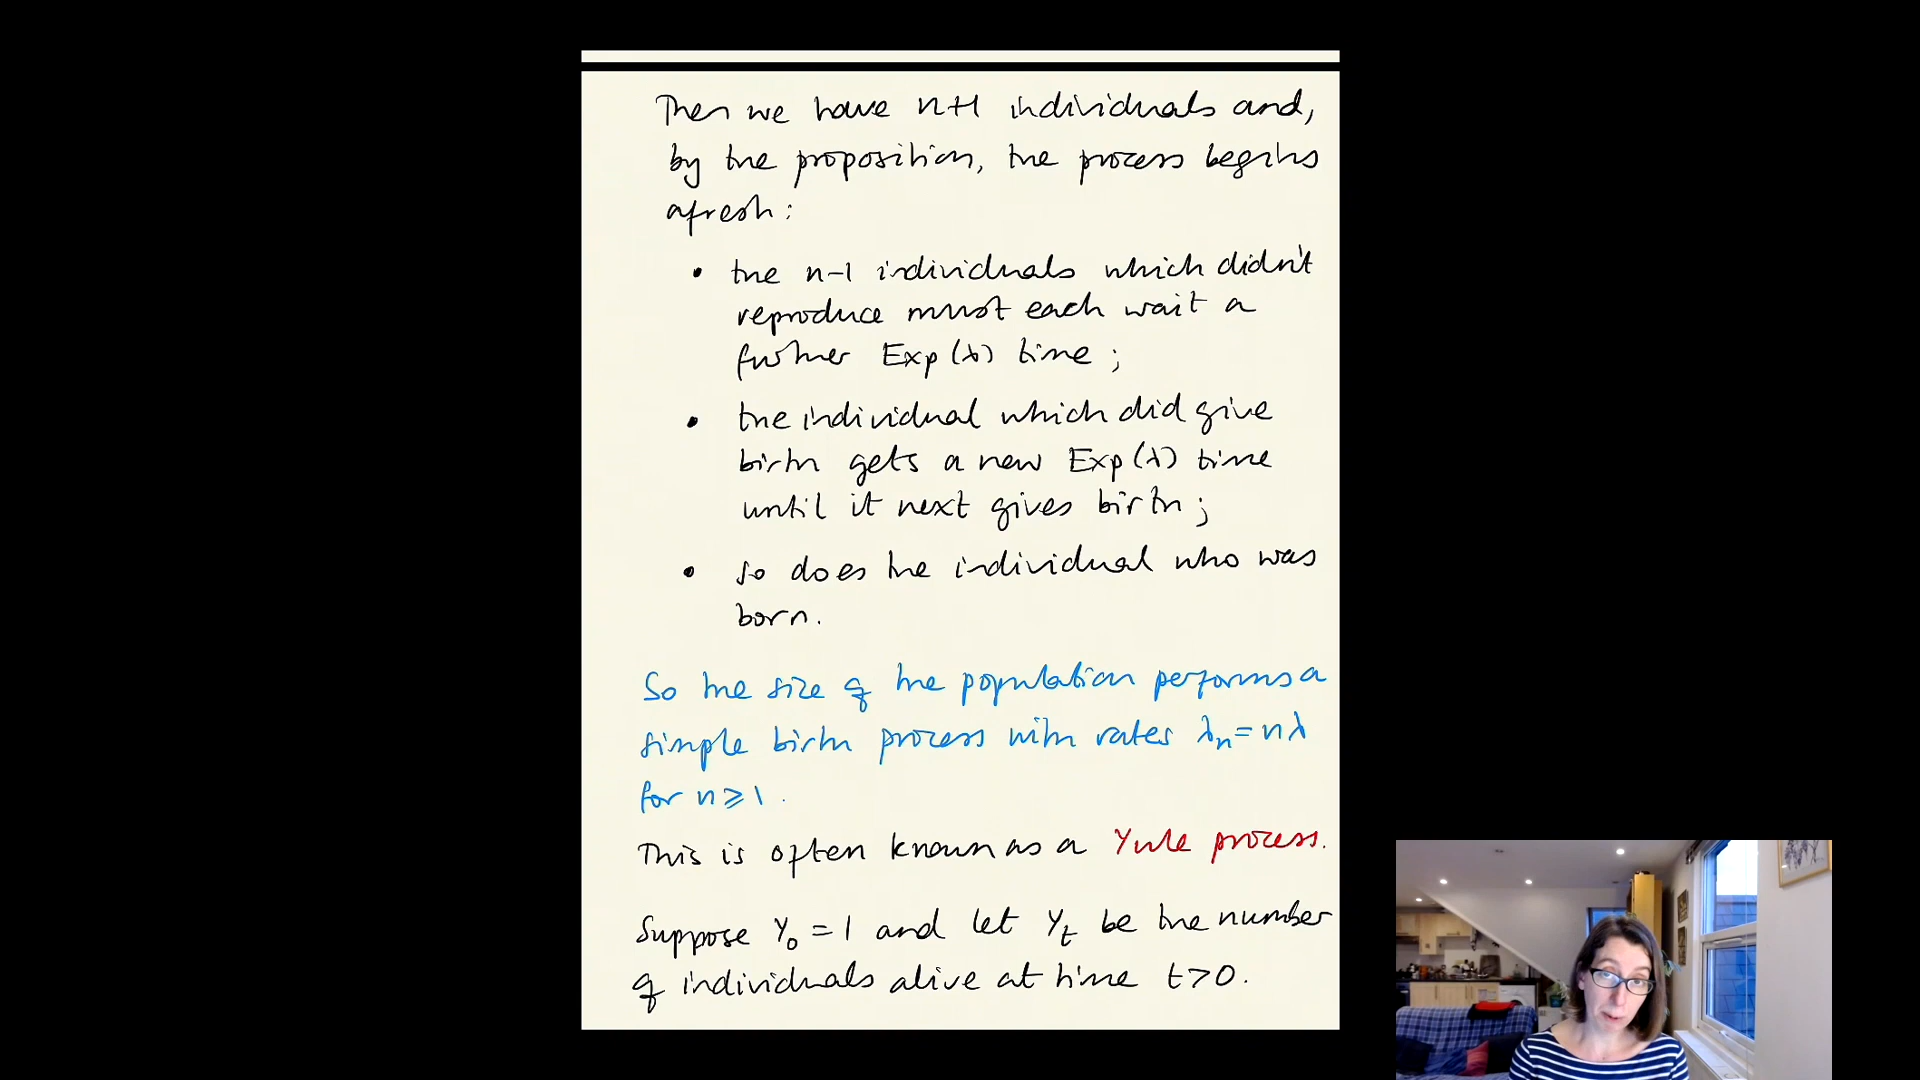 Then we have n+1 individuals and,
by the proposition, the process begins
afresh:
• the n-1 individuals which didn't
reproduce must each wait a
further Exp(λ) time;
• the individual which did give
birth gets a new Exp(λ) time
until it next gives birth;
• so does the individual who was
born.
So the size of the population performs a
simple birth process with rates λₙ = nλ
for n ≥ 1.
This is often known as a Yule process.
Suppose Y₀ = 1 and let Yₜ be the number
of individuals alive at time t > 0.